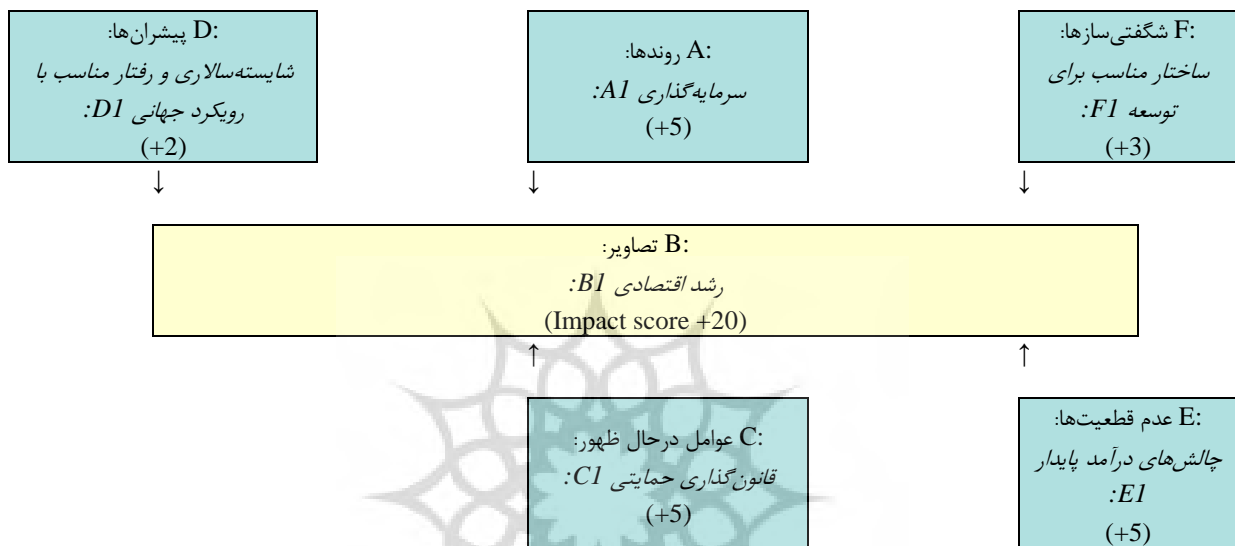 D: پیشران‌ها:
شایسته‌سالاری و رفتار مناسب با
رویکرد جهانی D1:
(+2)
A: روندها:
سرمایه‌گذاری A1:
(+5)
F: شگفتی‌سازها:
ساختار مناسب برای
توسعه F1:
(+3)
↓ ↓ ↓
B: تصاویر:
رشد اقتصادی B1:
(Impact score +20)
↑ ↑
C: عوامل درحال ظهور:
قانون‌گذاری حمایتی C1:
(+5)
E: عدم قطعیت‌ها:
چالش‌های درآمد پایدار
E1:
(+5)